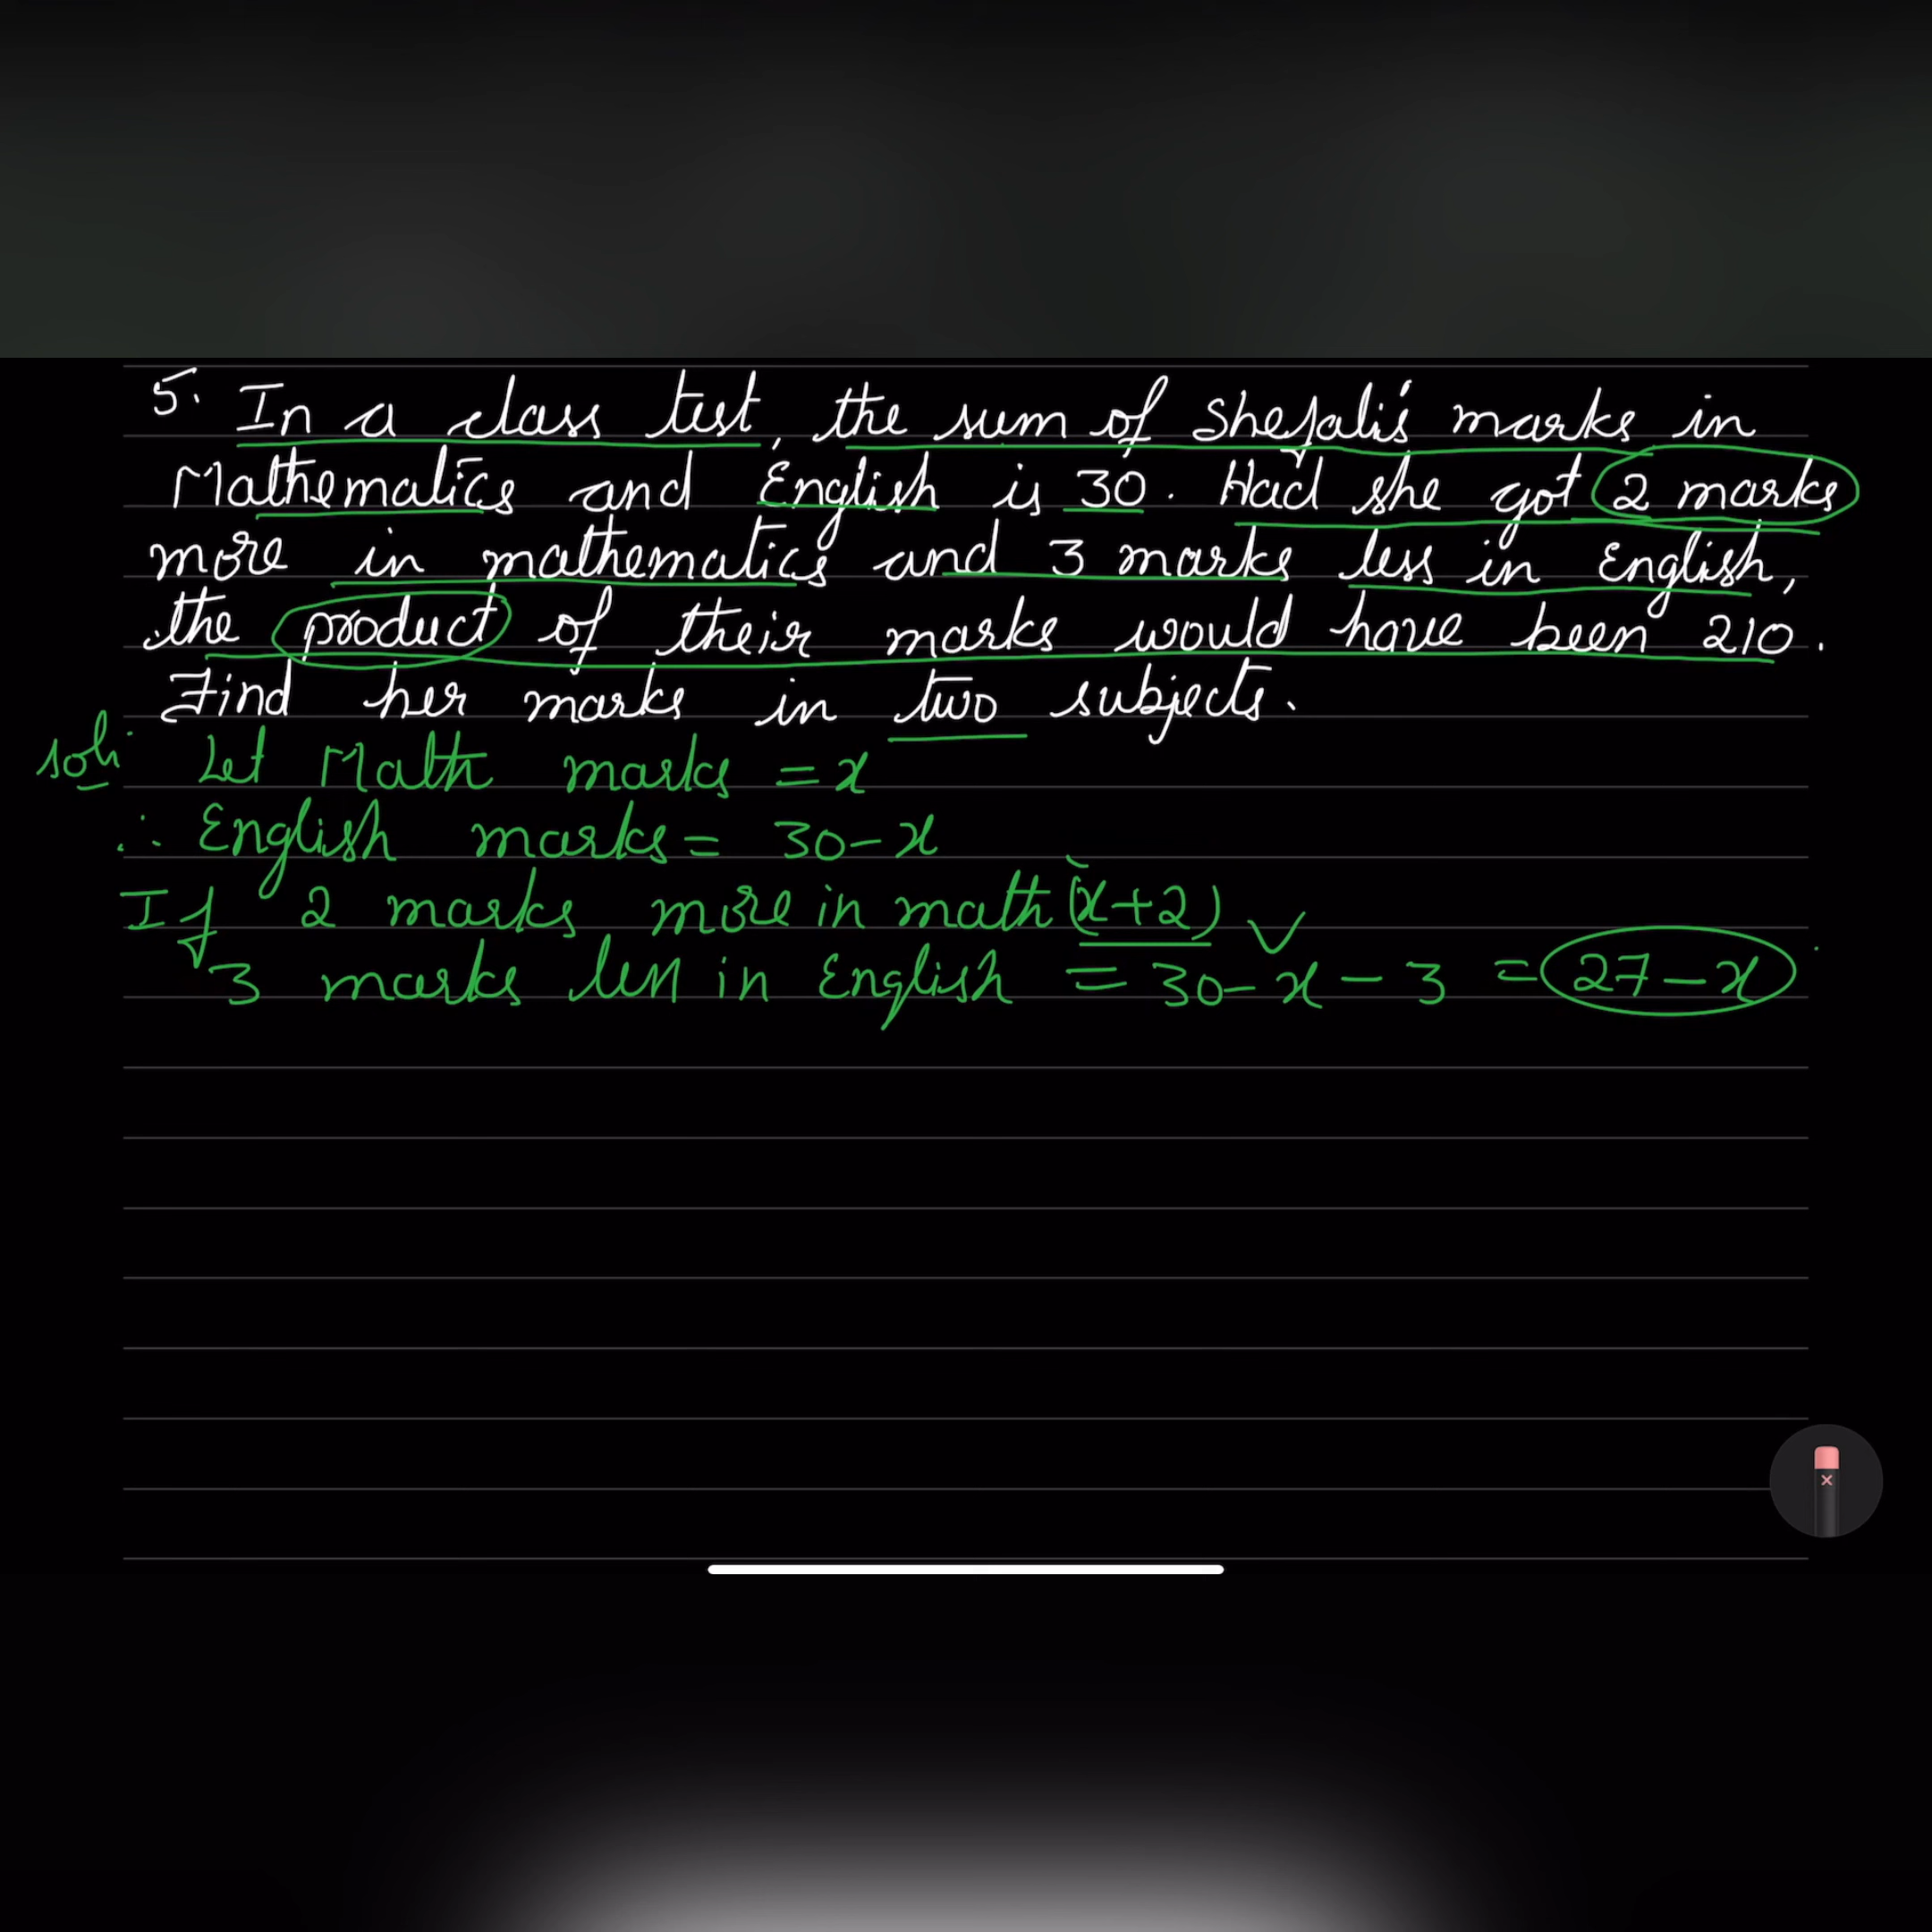 5. In a class test, the sum of Shefali's marks in
Mathematics and English is 30. Had she got 2 marks
more in mathematics and 3 marks less in English,
the product of their marks would have been 210.
Find her marks in two subjects.
soln: Let Math marks = x
∴ English marks = 30-x
If 2 marks more in math (x+2) ✓
3 marks less in English = 30-x-3 = 27-x